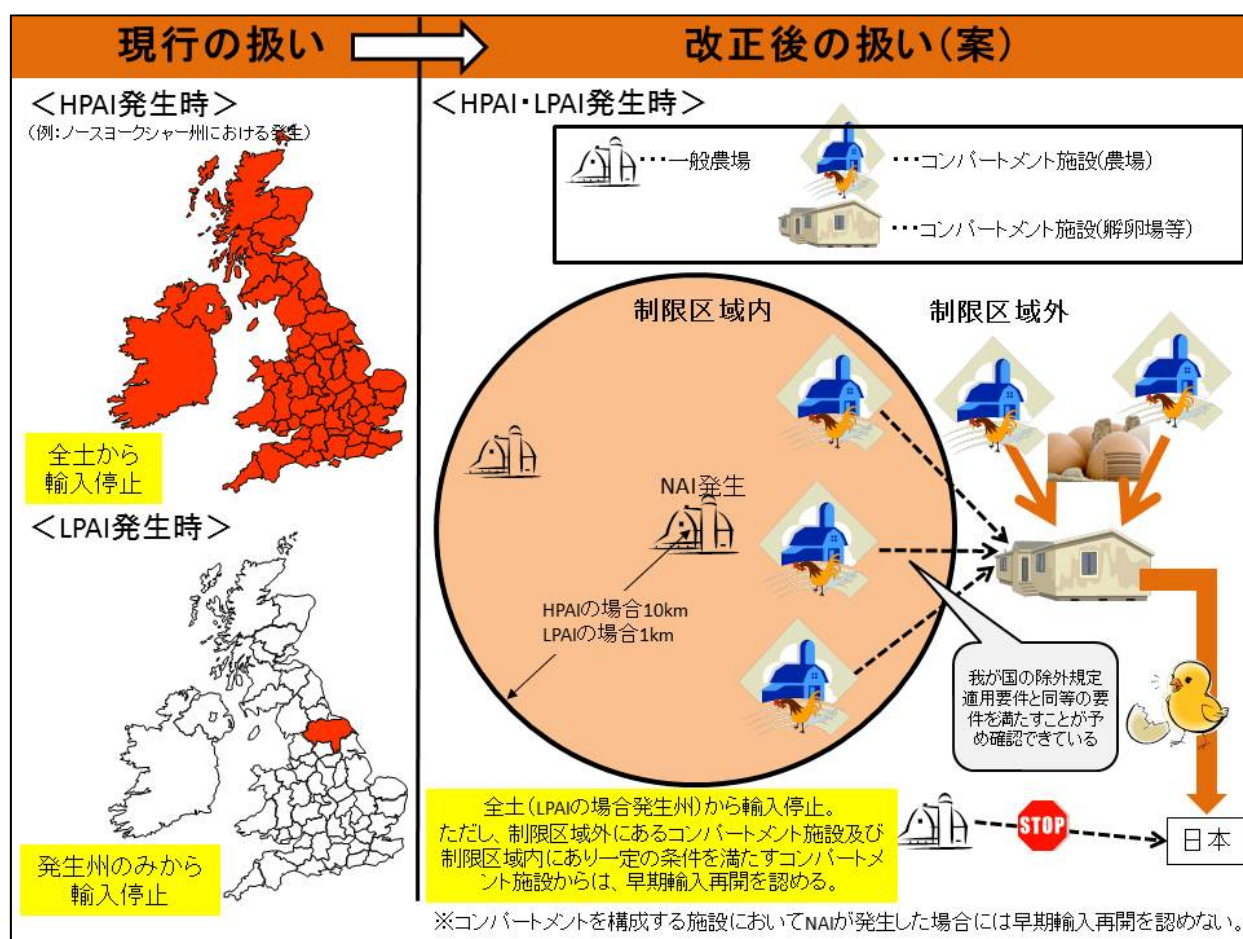 現行の扱い
改正後の扱い(案)
＜HPAI発生時＞
(例:ノースヨークシャー州における発生)
全土から
輸入停止
＜LPAI発生時＞
発生州のみから
輸入停止
＜HPAI・LPAI発生時＞
・・・一般農場
・・・コンパートメント施設(農場)
・・・コンパートメント施設(孵卵場等)
制限区域内
制限区域外
NAI発生
HPAIの場合10km
LPAIの場合1km
我が国の除外規定
適用要件と同等の要
件を満たすことが予
め確認できている
全土(LPAIの場合発生州)から輸入停止。
ただし、制限区域外にあるコンパートメント施設及び
制限区域内にあり一定の条件を満たすコンパートメ
ント施設からは、早期輸入再開を認める。
STOP
日本
※コンパートメントを構成する施設においてNAIが発生した場合には早期輸入再開を認めない。